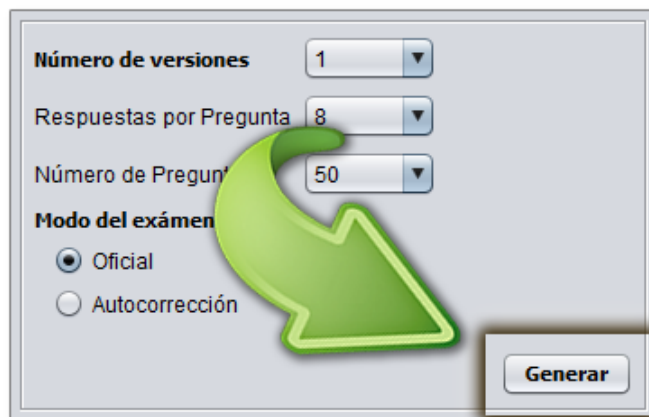 Número de versiones 1
Respuestas por Pregunta 8
Número de Pregunt 50
Modo del exámen
Oficial
Autocorrección
Generar